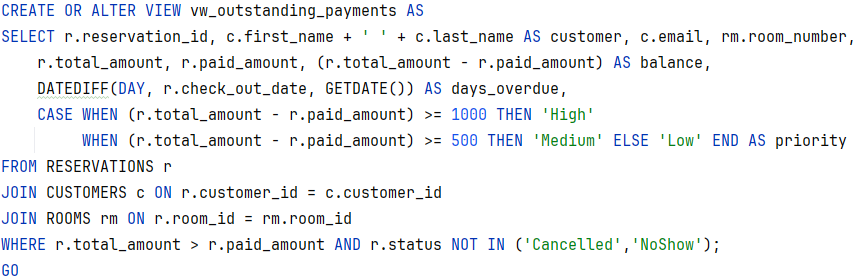 CREATE OR ALTER VIEW vw_outstanding_payments AS
SELECT r.reservation_id, c.first_name + ' ' + c.last_name AS customer, c.email, rm.room_number,
    r.total_amount, r.paid_amount, (r.total_amount - r.paid_amount) AS balance,
    DATEDIFF(DAY, r.check_out_date, GETDATE()) AS days_overdue,
    CASE WHEN (r.total_amount - r.paid_amount) >= 1000 THEN 'High'
         WHEN (r.total_amount - r.paid_amount) >= 500 THEN 'Medium' ELSE 'Low' END AS priority
FROM RESERVATIONS r
JOIN CUSTOMERS c ON r.customer_id = c.customer_id
JOIN ROOMS rm ON r.room_id = rm.room_id
WHERE r.total_amount > r.paid_amount AND r.status NOT IN ('Cancelled','NoShow');
GO